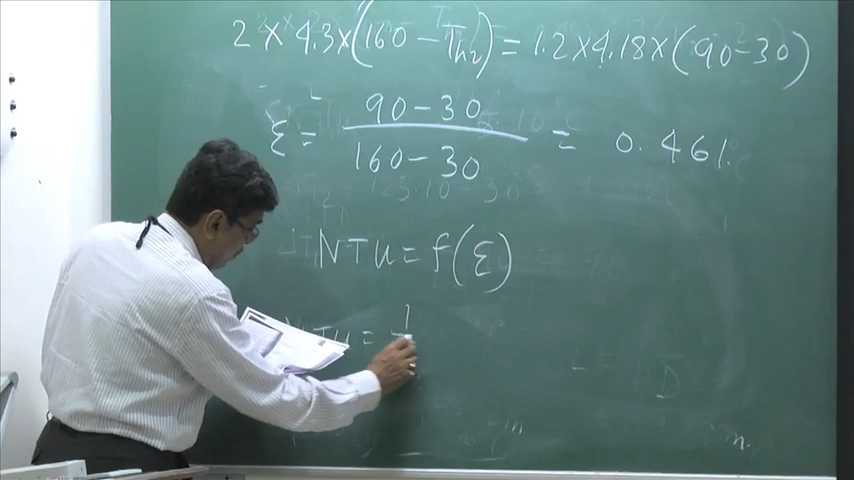 2 × 4.3 × (160 − Th2) = 1.2 × 4.18 × (90 − 30)
ε = (90 − 30) / (160 − 30) = 0.461.
NTU = f(ε)
NTU = 1